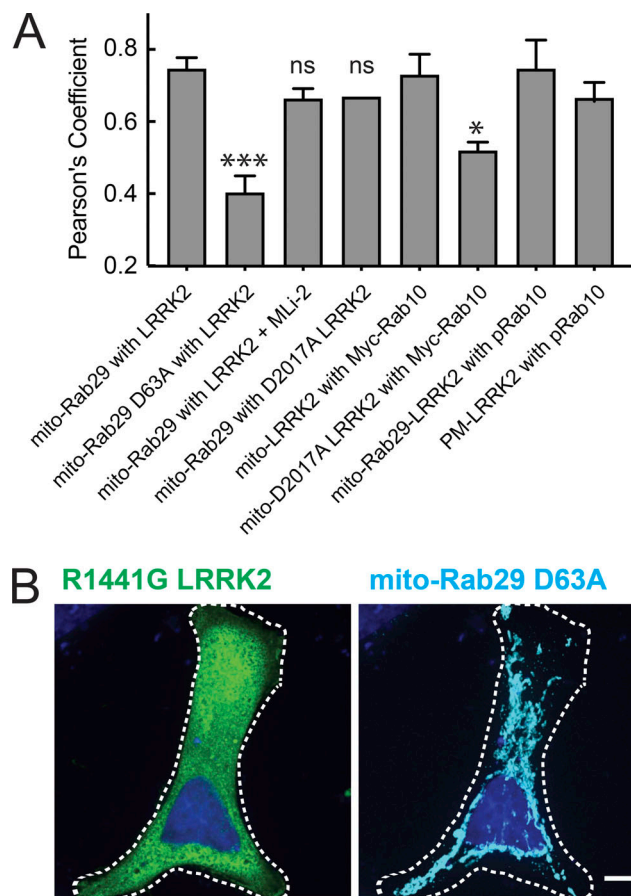 A
Pearson's Coefficient
0.8
0.6
0.4
0.2
***
ns
ns
*
mito-Rab29 with LRRK2
mito-Rab29 D63A with LRRK2
mito-Rab29 with LRRK2 + MLi-2
mito-Rab29 with D2017A LRRK2
mito-LRRK2 with Myc-Rab10
mito-D2017A LRRK2 with Myc-Rab10
mito-Rab29-LRRK2 with pRab10
PM-LRRK2 with pRab10
B
R1441G LRRK2
mito-Rab29 D63A